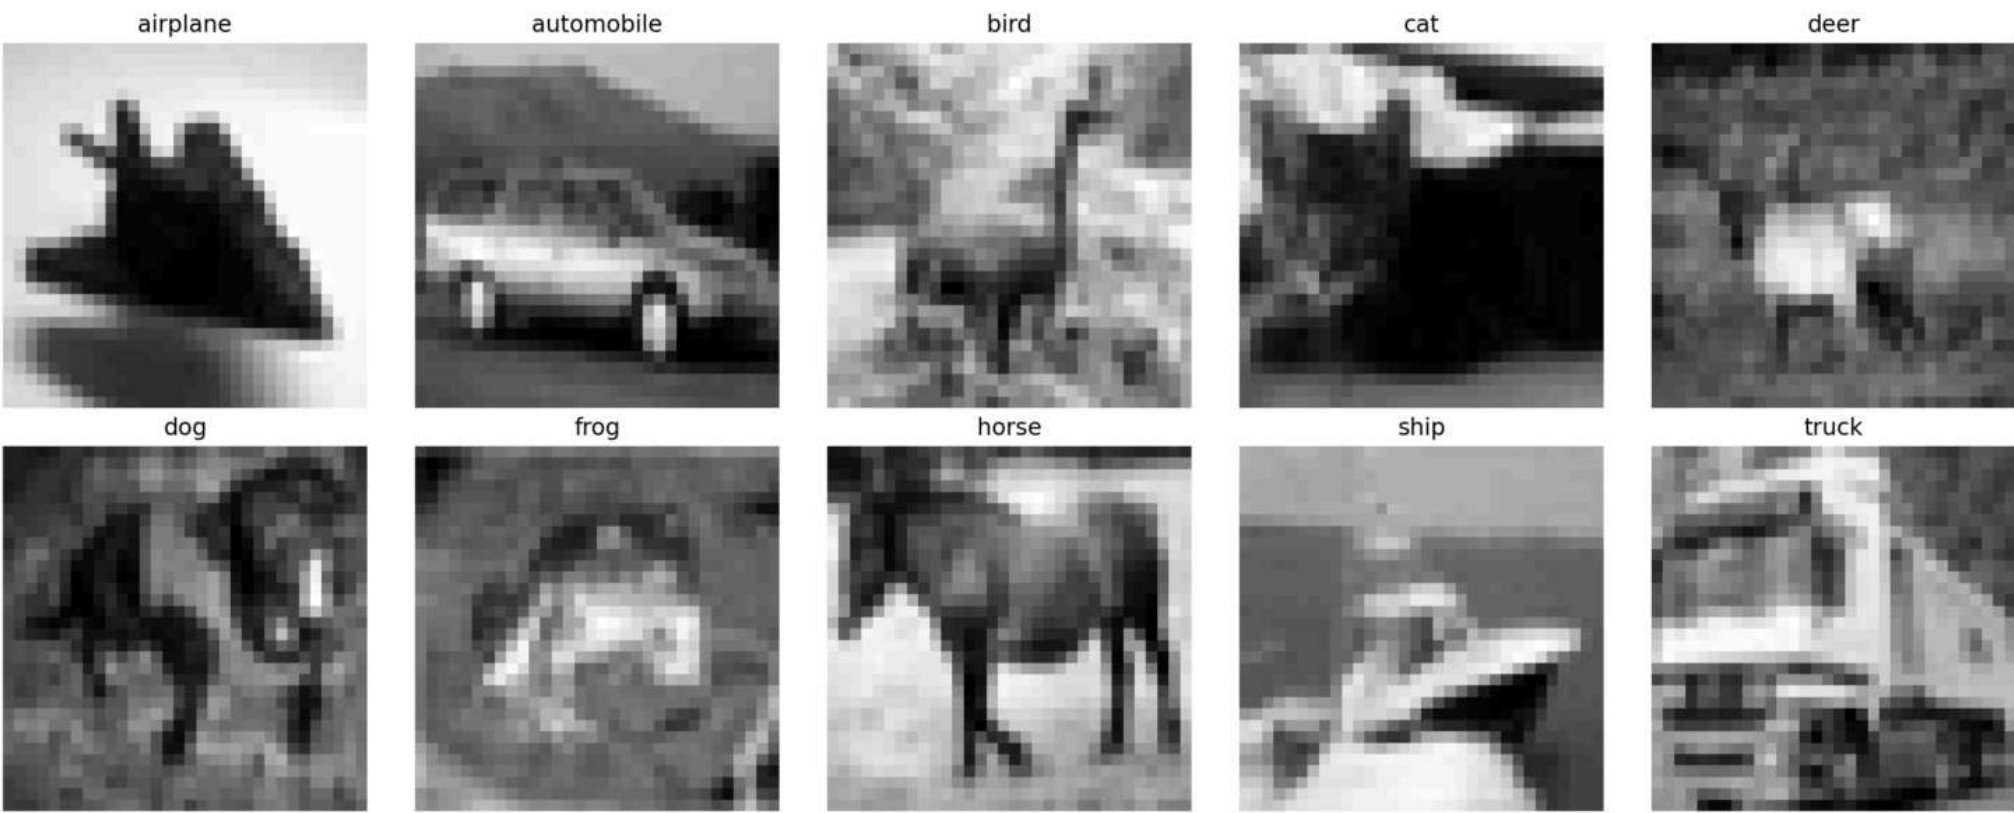 airplane
automobile
bird
cat
deer
dog
frog
horse
ship
truck